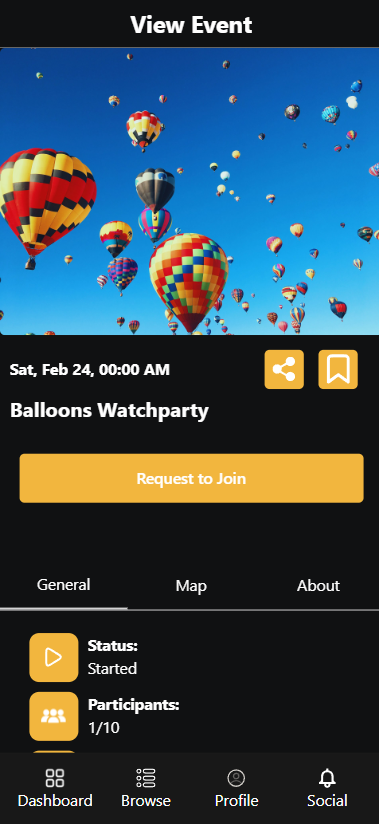 View Event
Sat, Feb 24, 00:00 AM
Balloons Watchparty
Request to Join
General Map About
Status:
Started
Participants:
1/10
Dashboard Browse Profile Social